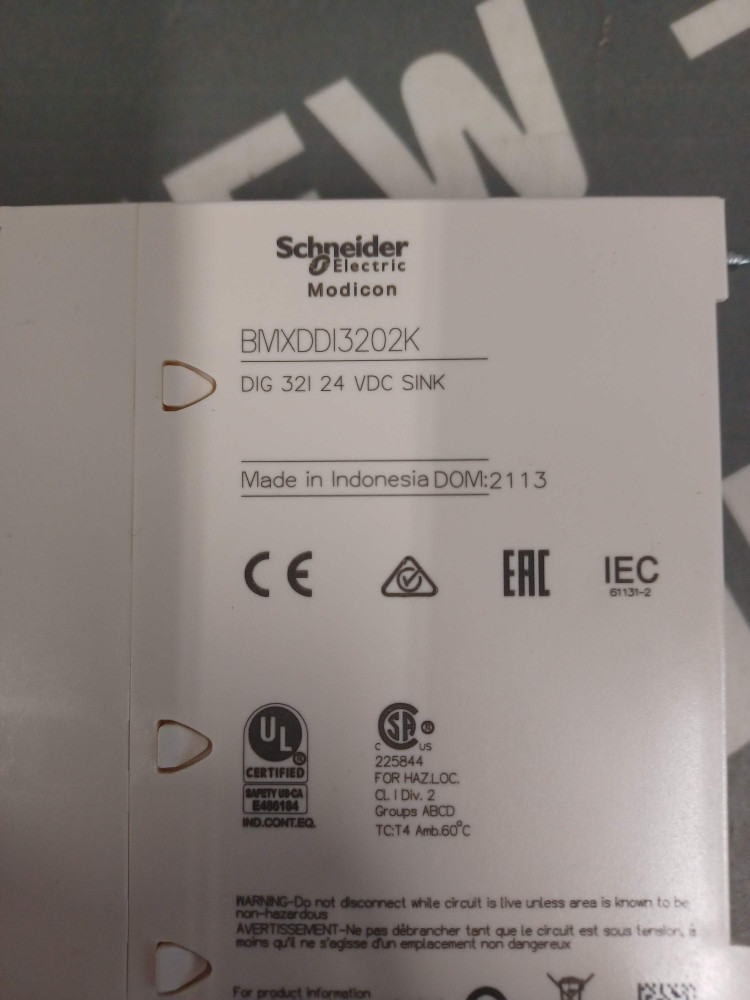 EW
Schneider
Electric
Modicon
BMXDDI3202K
DIG 32I 24 VDC SINK
Made in Indonesia DOM:2113
CE
EAC
IEC
61131-2
UL
®
CERTIFIED
SAFETY US-CA
E486184
IND.CONT.EQ.
SA ®
C US
225844
FOR HAZ.LOC.
CL I Div. 2
Groups ABCD
TC:T4 Amb.60°C
WARNING-Do not disconnect while circuit is live unless area is known to be
non-hazardous
AVERTISSEMENT-Ne pas débrancher tant que le circuit est sous tension, à
moins qu'il ne s'agisse d'un emplacement non dangereux
For product information